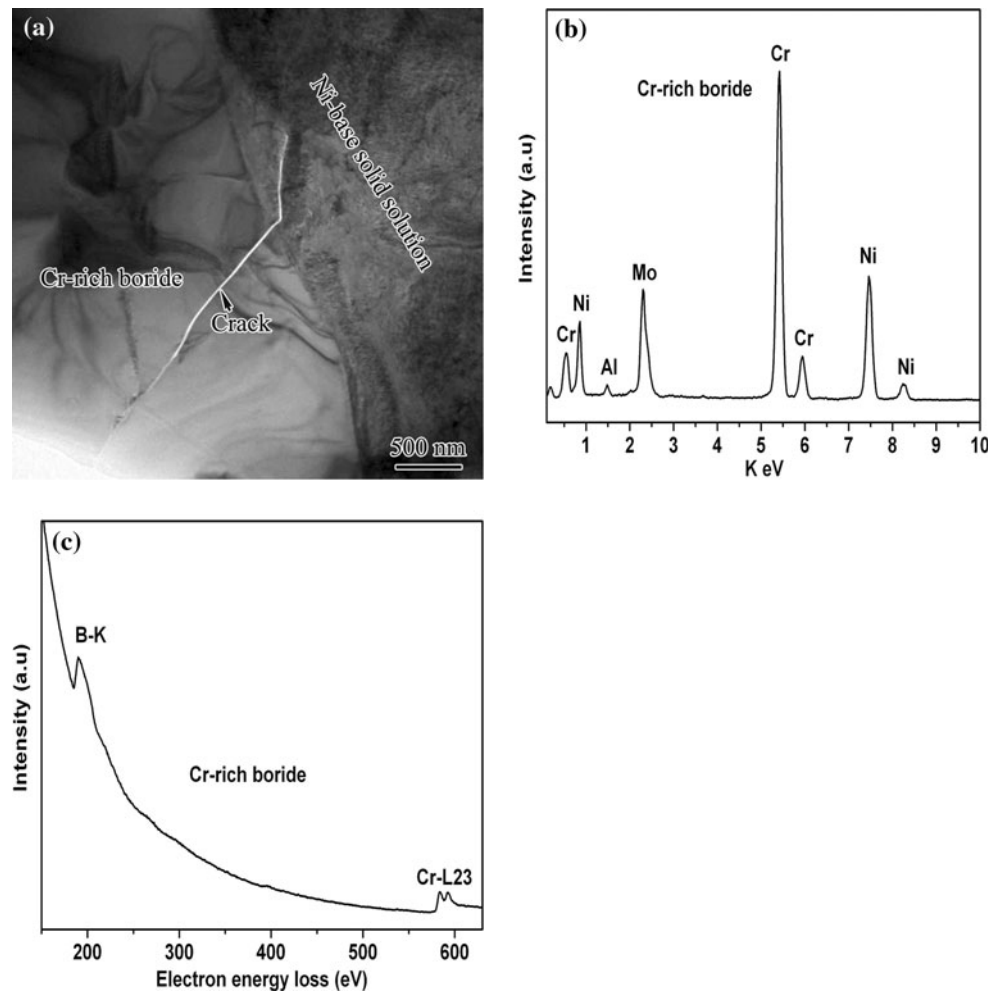 (a)
Ni-base solid solution
Cr-rich boride
Crack
500 nm
(b)
Cr
Cr-rich boride
Ni
Mo
Ni
Cr
Cr
Al
Ni
Intensity (a.u)
1 2 3 4 5 6 7 8 9 10
K eV
(c)
B-K
Cr-rich boride
Cr-L23
Intensity (a.u)
200 300 400 500 600
Electron energy loss (eV)